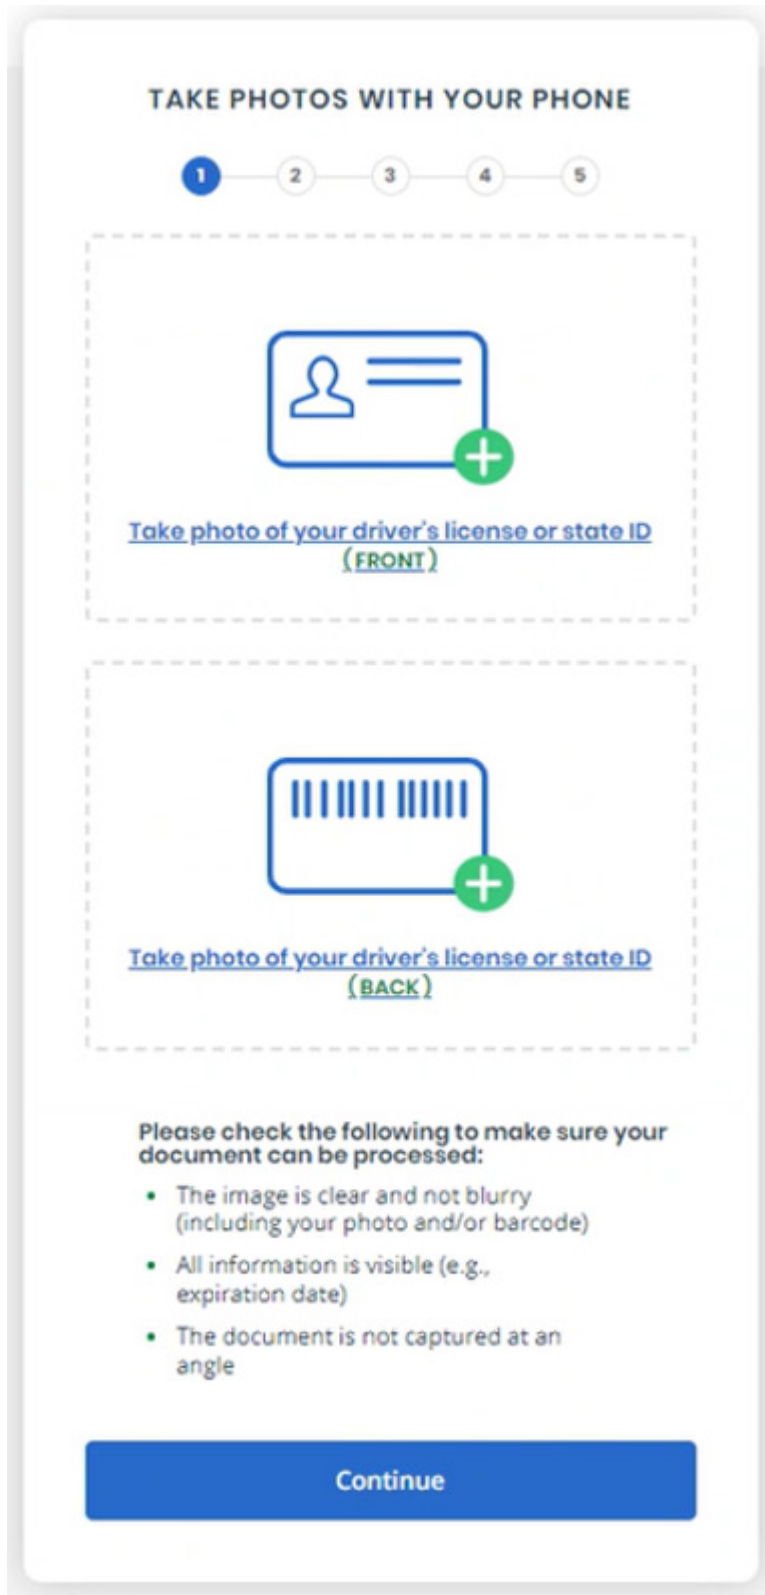 TAKE PHOTOS WITH YOUR PHONE
1 2 3 4 5
Take photo of your driver's license or state ID
(FRONT)
Take photo of your driver's license or state ID
(BACK)
Please check the following to make sure your
document can be processed:
• The image is clear and not blurry
(including your photo and/or barcode)
• All information is visible (e.g.,
expiration date)
• The document is not captured at an
angle
Continue